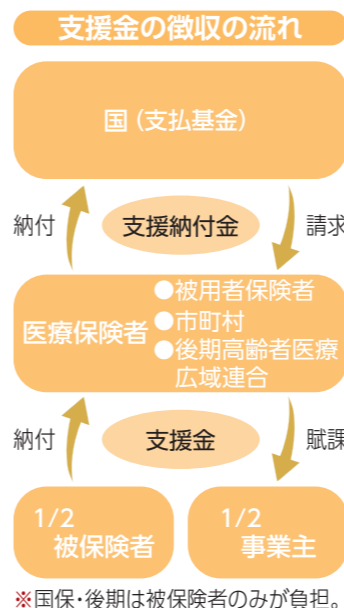 支援金の徴収の流れ
国（支払基金）
納付
支援納付金
請求
医療保険者
●被用者保険者
●市町村
●後期高齢者医療
広域連合
納付
支援金
賦課
1/2
被保険者
1/2
事業主
※国保・後期は被保険者のみが負担。